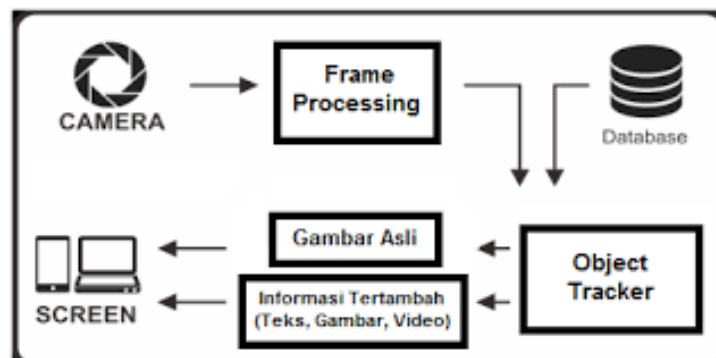 CAMERA
Frame
Processing
Database
Gambar Asli
Informasi Tertambah
(Teks, Gambar, Video)
Object
Tracker
SCREEN